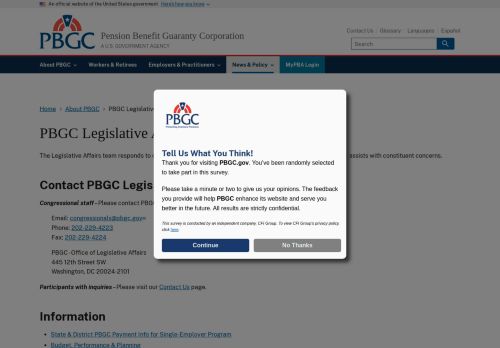 An official website of the United States government Here's how you know
PBGC
Pension Benefit Guaranty Corporation
A U.S. GOVERNMENT AGENCY
Contact Us Glossary Languages Español
Search
About PBGC Workers & Retirees Employers & Practitioners News & Policy MyPBA Login
Home > About PBGC > PBGC Legislative
PBGC Legislative A
The Legislative Affairs team responds to assist with constituent concerns.
Contact PBGC Legis
Congressional staff – Please contact PBG
Email: congressionals@pbgc.gov
Phone: 202-229-4223
Fax: 202-229-4224
PBGC - Office of Legislative Affairs
445 12th Street SW
Washington, DC 20024-2101
Participants with inquiries – Please visit our Contact Us page.
Information
State & District PBGC Payment Info for Single-Employer Program
Budget, Performance & Planning
PBGC
Protecting America's Pensions
Tell Us What You Think!
Thank you for visiting PBGC.gov. You've been randomly selected
to take part in this survey.
Please take a minute or two to give us your opinions. The feedback
you provide will help PBGC enhance its website and serve you
better in the future. All results are strictly confidential.
This survey is conducted by an independent company, CFI Group. To view CFI Group's privacy policy
click here.
Continue No Thanks